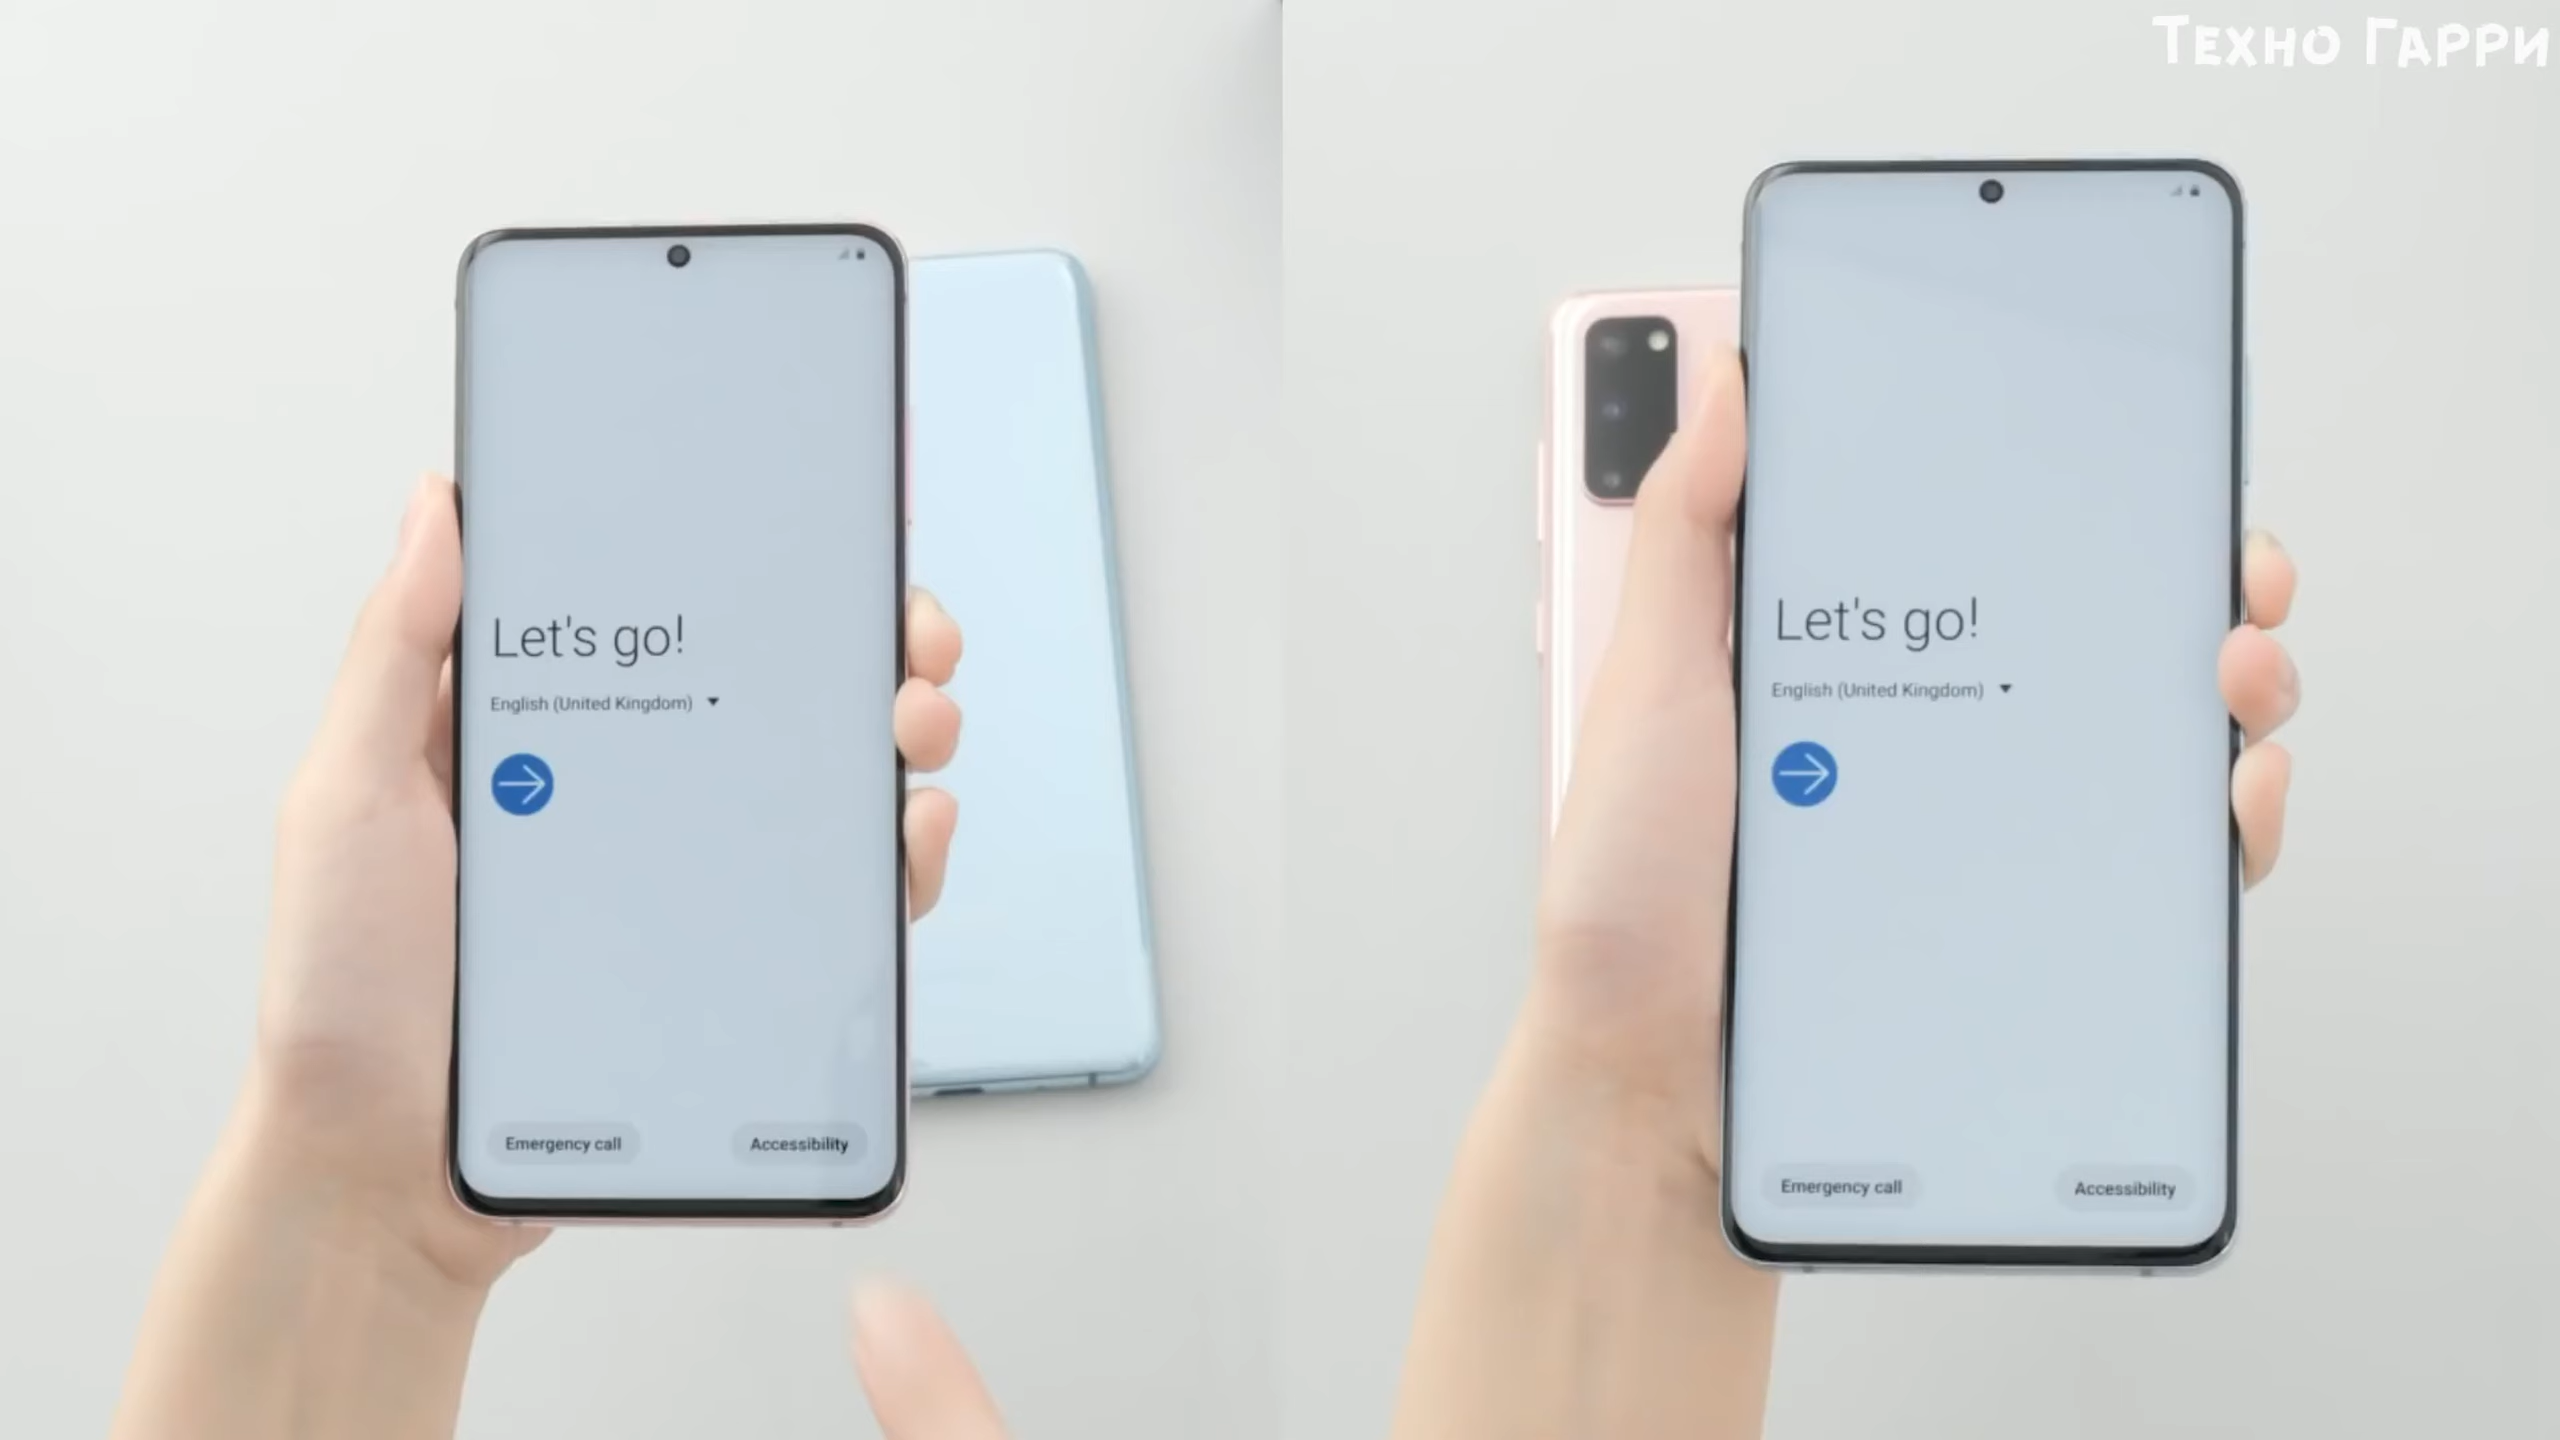 Техно Гарри
Let's go!
English (United Kingdom)
Emergency call
Accessibility
Let's go!
English (United Kingdom)
Emergency call
Accessibility